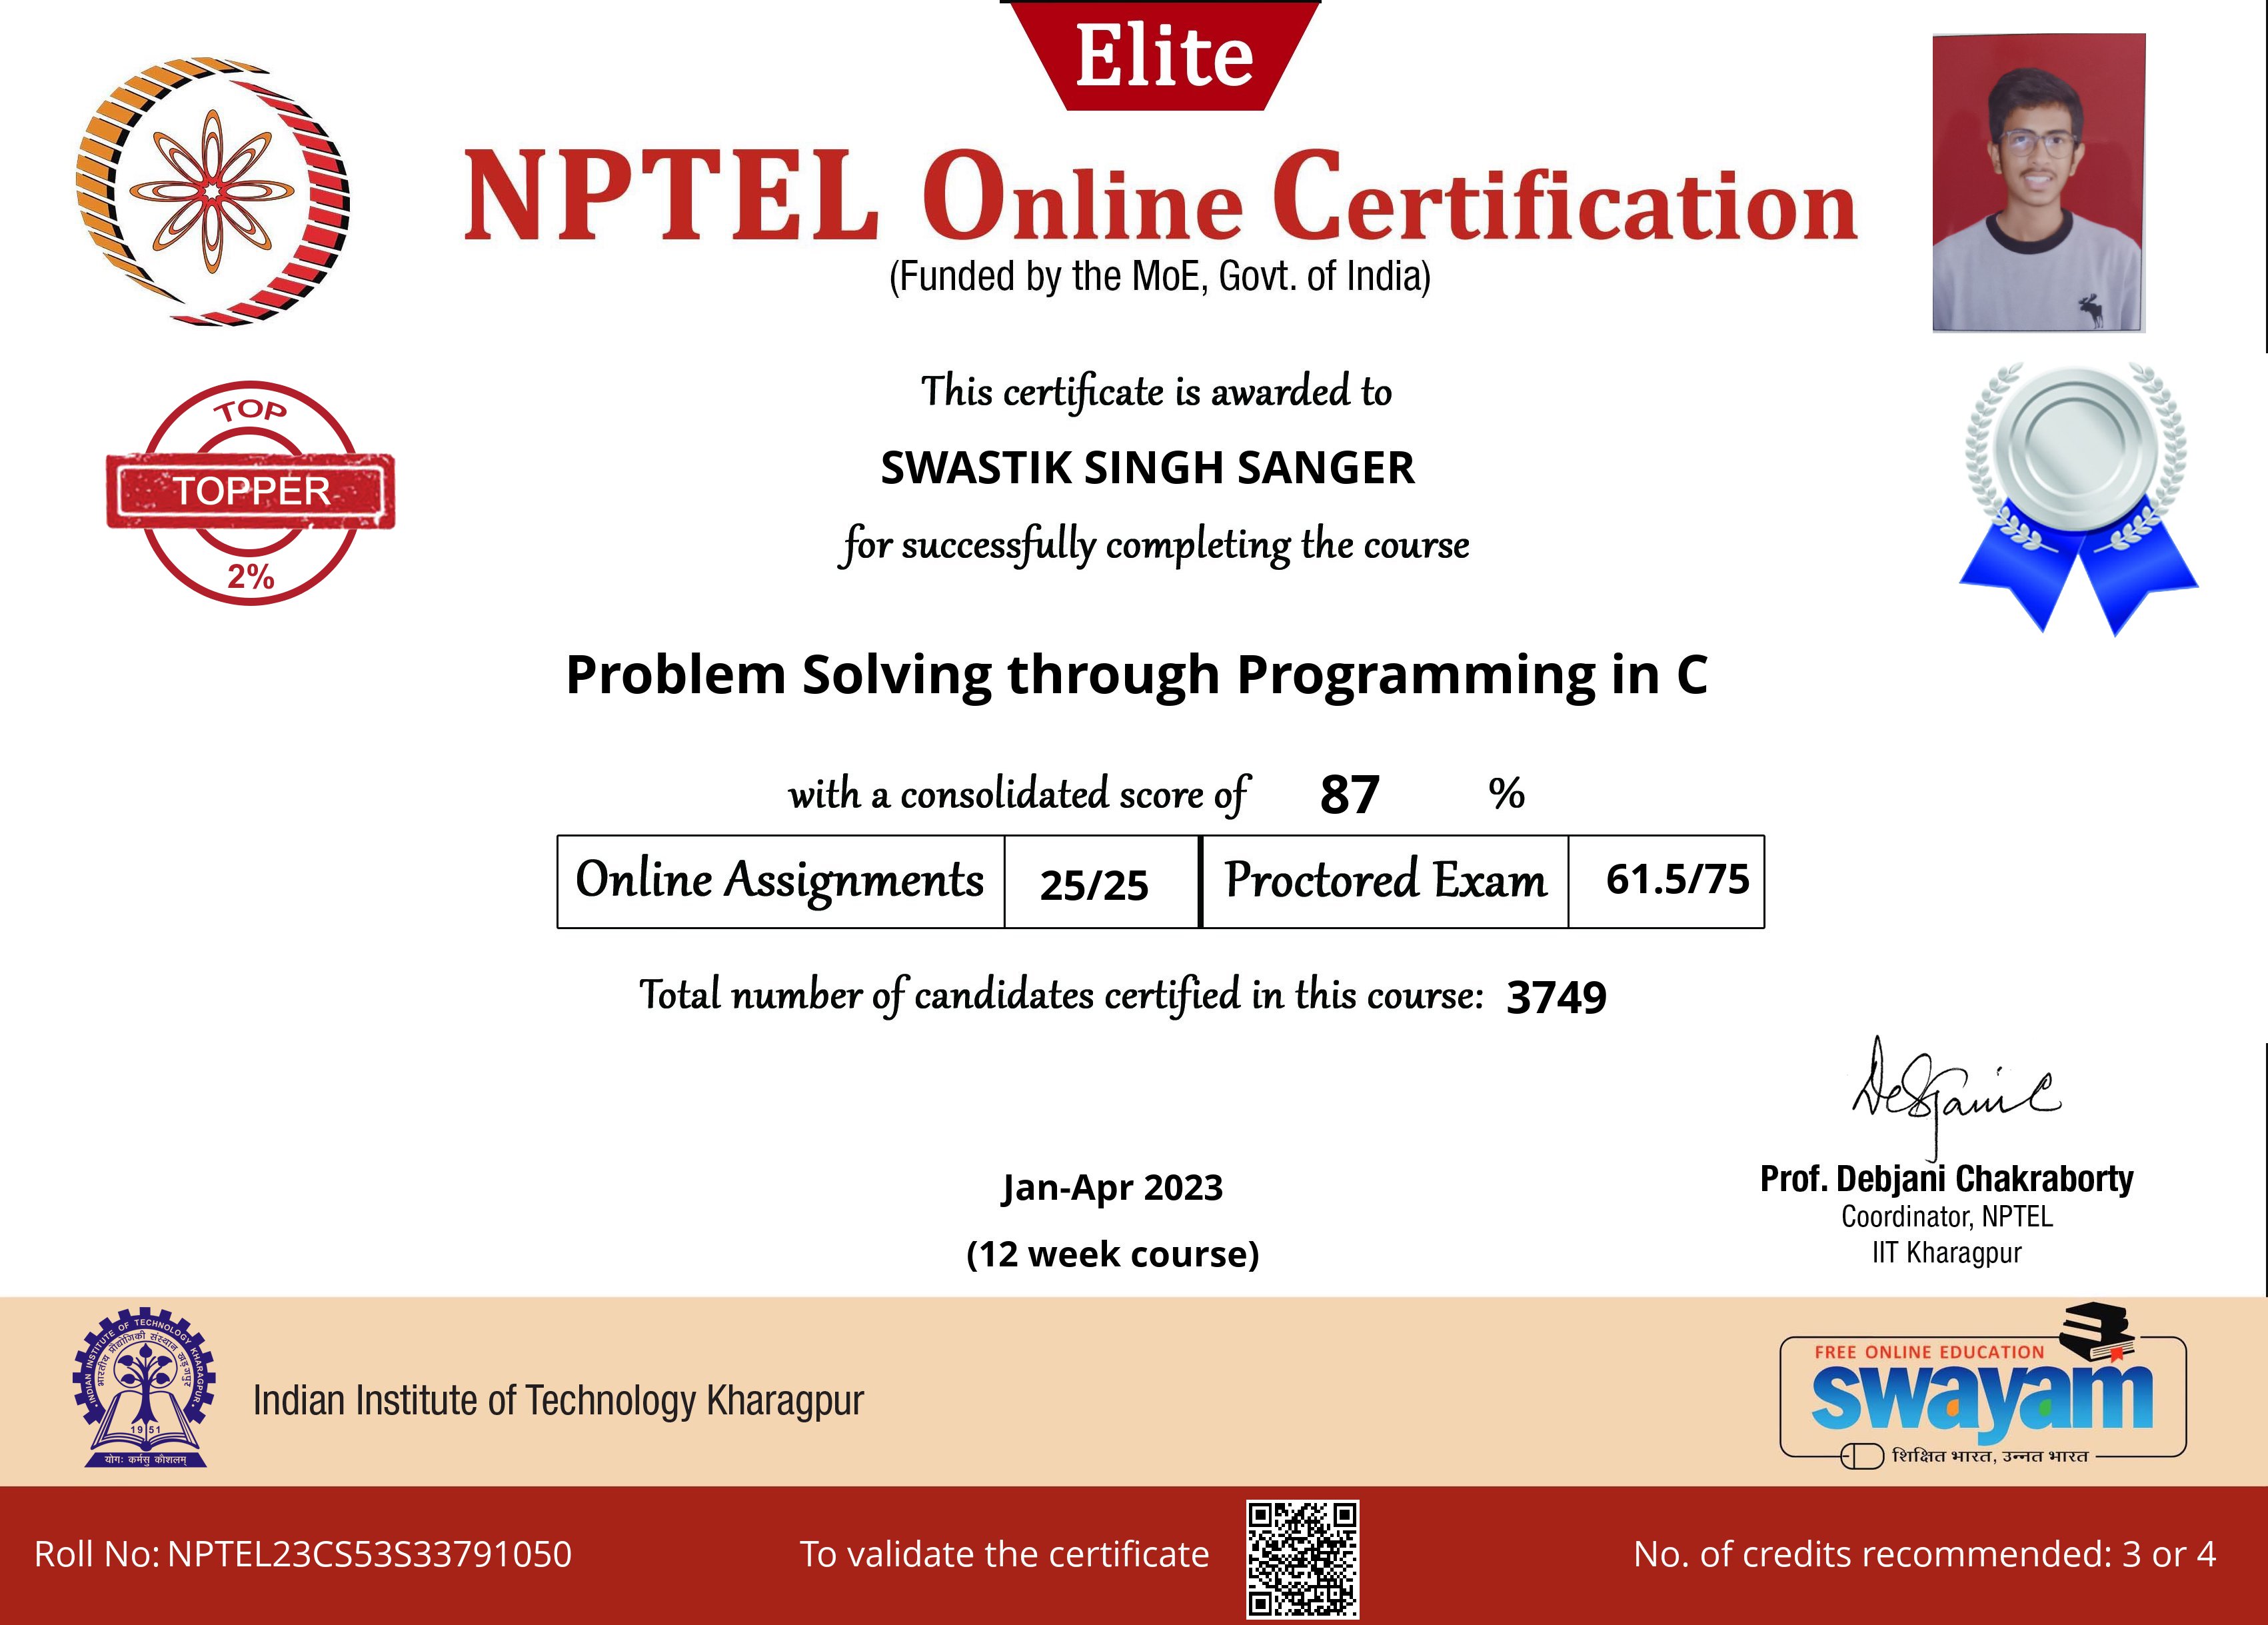 Elite
NPTEL Online Certification
(Funded by the MoE, Govt. of India)
TOP
TOPPER
2%
This certificate is awarded to
SWASTIK SINGH SANGER
for successfully completing the course
Problem Solving through Programming in C
with a consolidated score of 87 %
Online Assignments 25/25 Proctored Exam 61.5/75
Total number of candidates certified in this course: 3749
Debjani C
Jan-Apr 2023
(12 week course)
Prof. Debjani Chakraborty
Coordinator, NPTEL
IIT Kharagpur
INDIAN INSTITUTE OF TECHNOLOGY KHARAGPUR
भारतीय प्रौद्योगिकी संस्थान खड़गपुर
1951
योगः कर्मसु कौशलम्
Indian Institute of Technology Kharagpur
FREE ONLINE EDUCATION
swayam
शिक्षित भारत, उन्नत भारत
Roll No: NPTEL23CS53S33791050
To validate the certificate
No. of credits recommended: 3 or 4